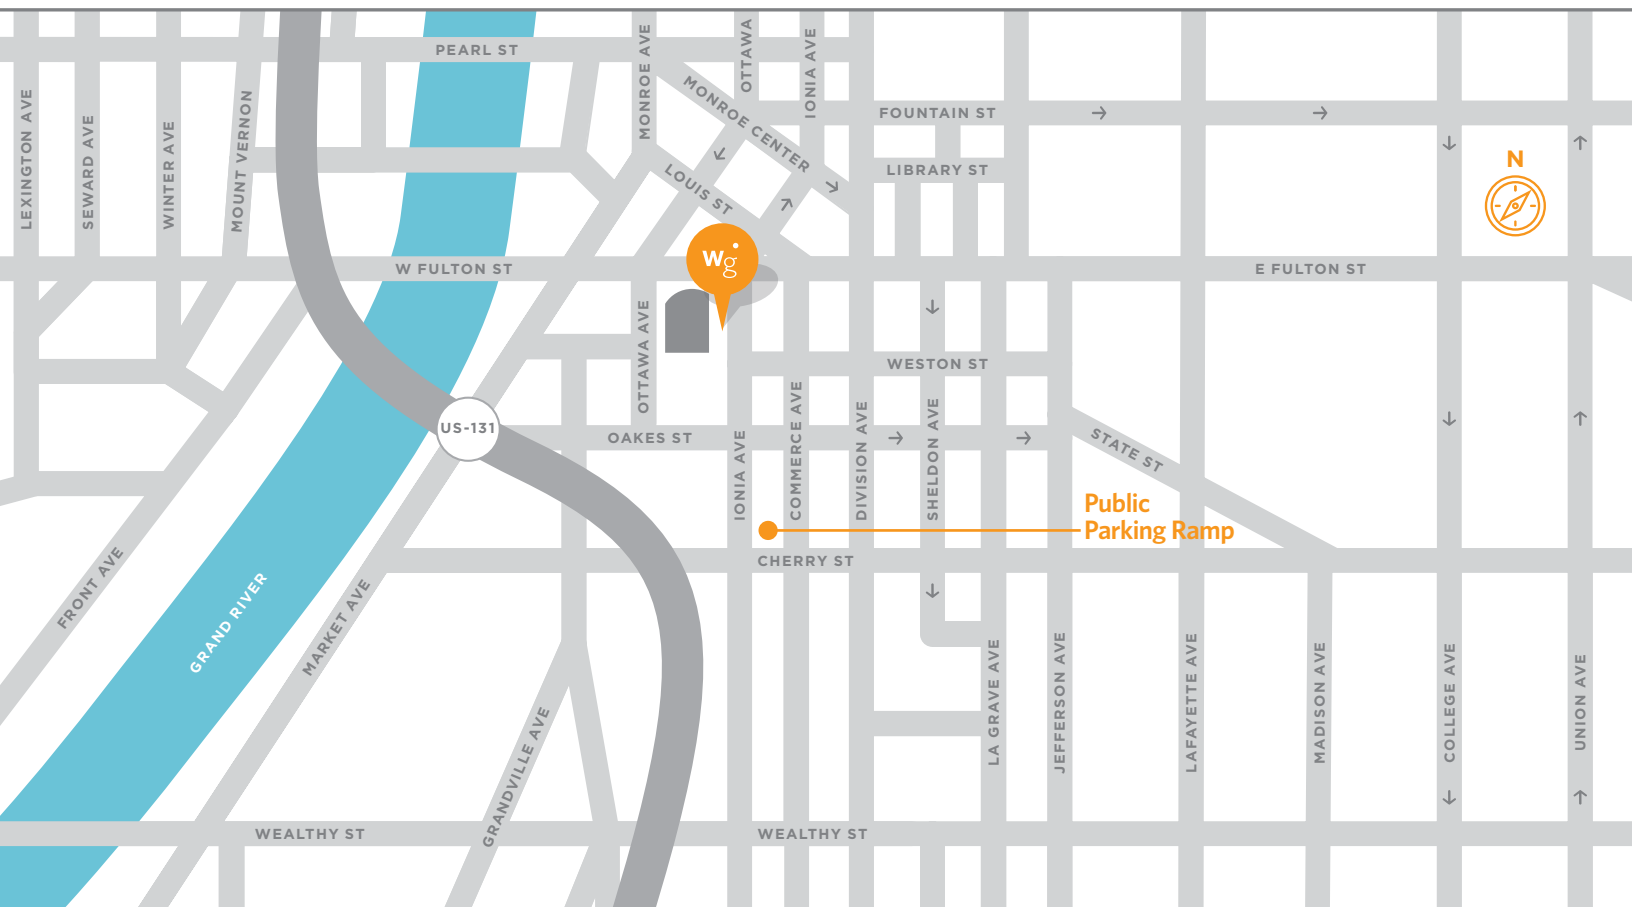 PEARL ST
MONROE AVE
OTTAWA
IONIA AVE
MONROE CENTER
FOUNTAIN ST
LIBRARY ST
LEXINGTON AVE
SEWARD AVE
WINTER AVE
MOUNT VERNON
LOUIS ST
N
W FULTON ST
wg
E FULTON ST
OTTAWA AVE
WESTON ST
US-131
OAKES ST
IONIA AVE
COMMERCE AVE
DIVISION AVE
SHELDON AVE
STATE ST
Public
Parking Ramp
CHERRY ST
FRONT AVE
GRAND RIVER
MARKET AVE
GRANDVILLE AVE
LA GRAVE AVE
JEFFERSON AVE
LAFAYETTE AVE
MADISON AVE
COLLEGE AVE
UNION AVE
WEALTHY ST
WEALTHY ST